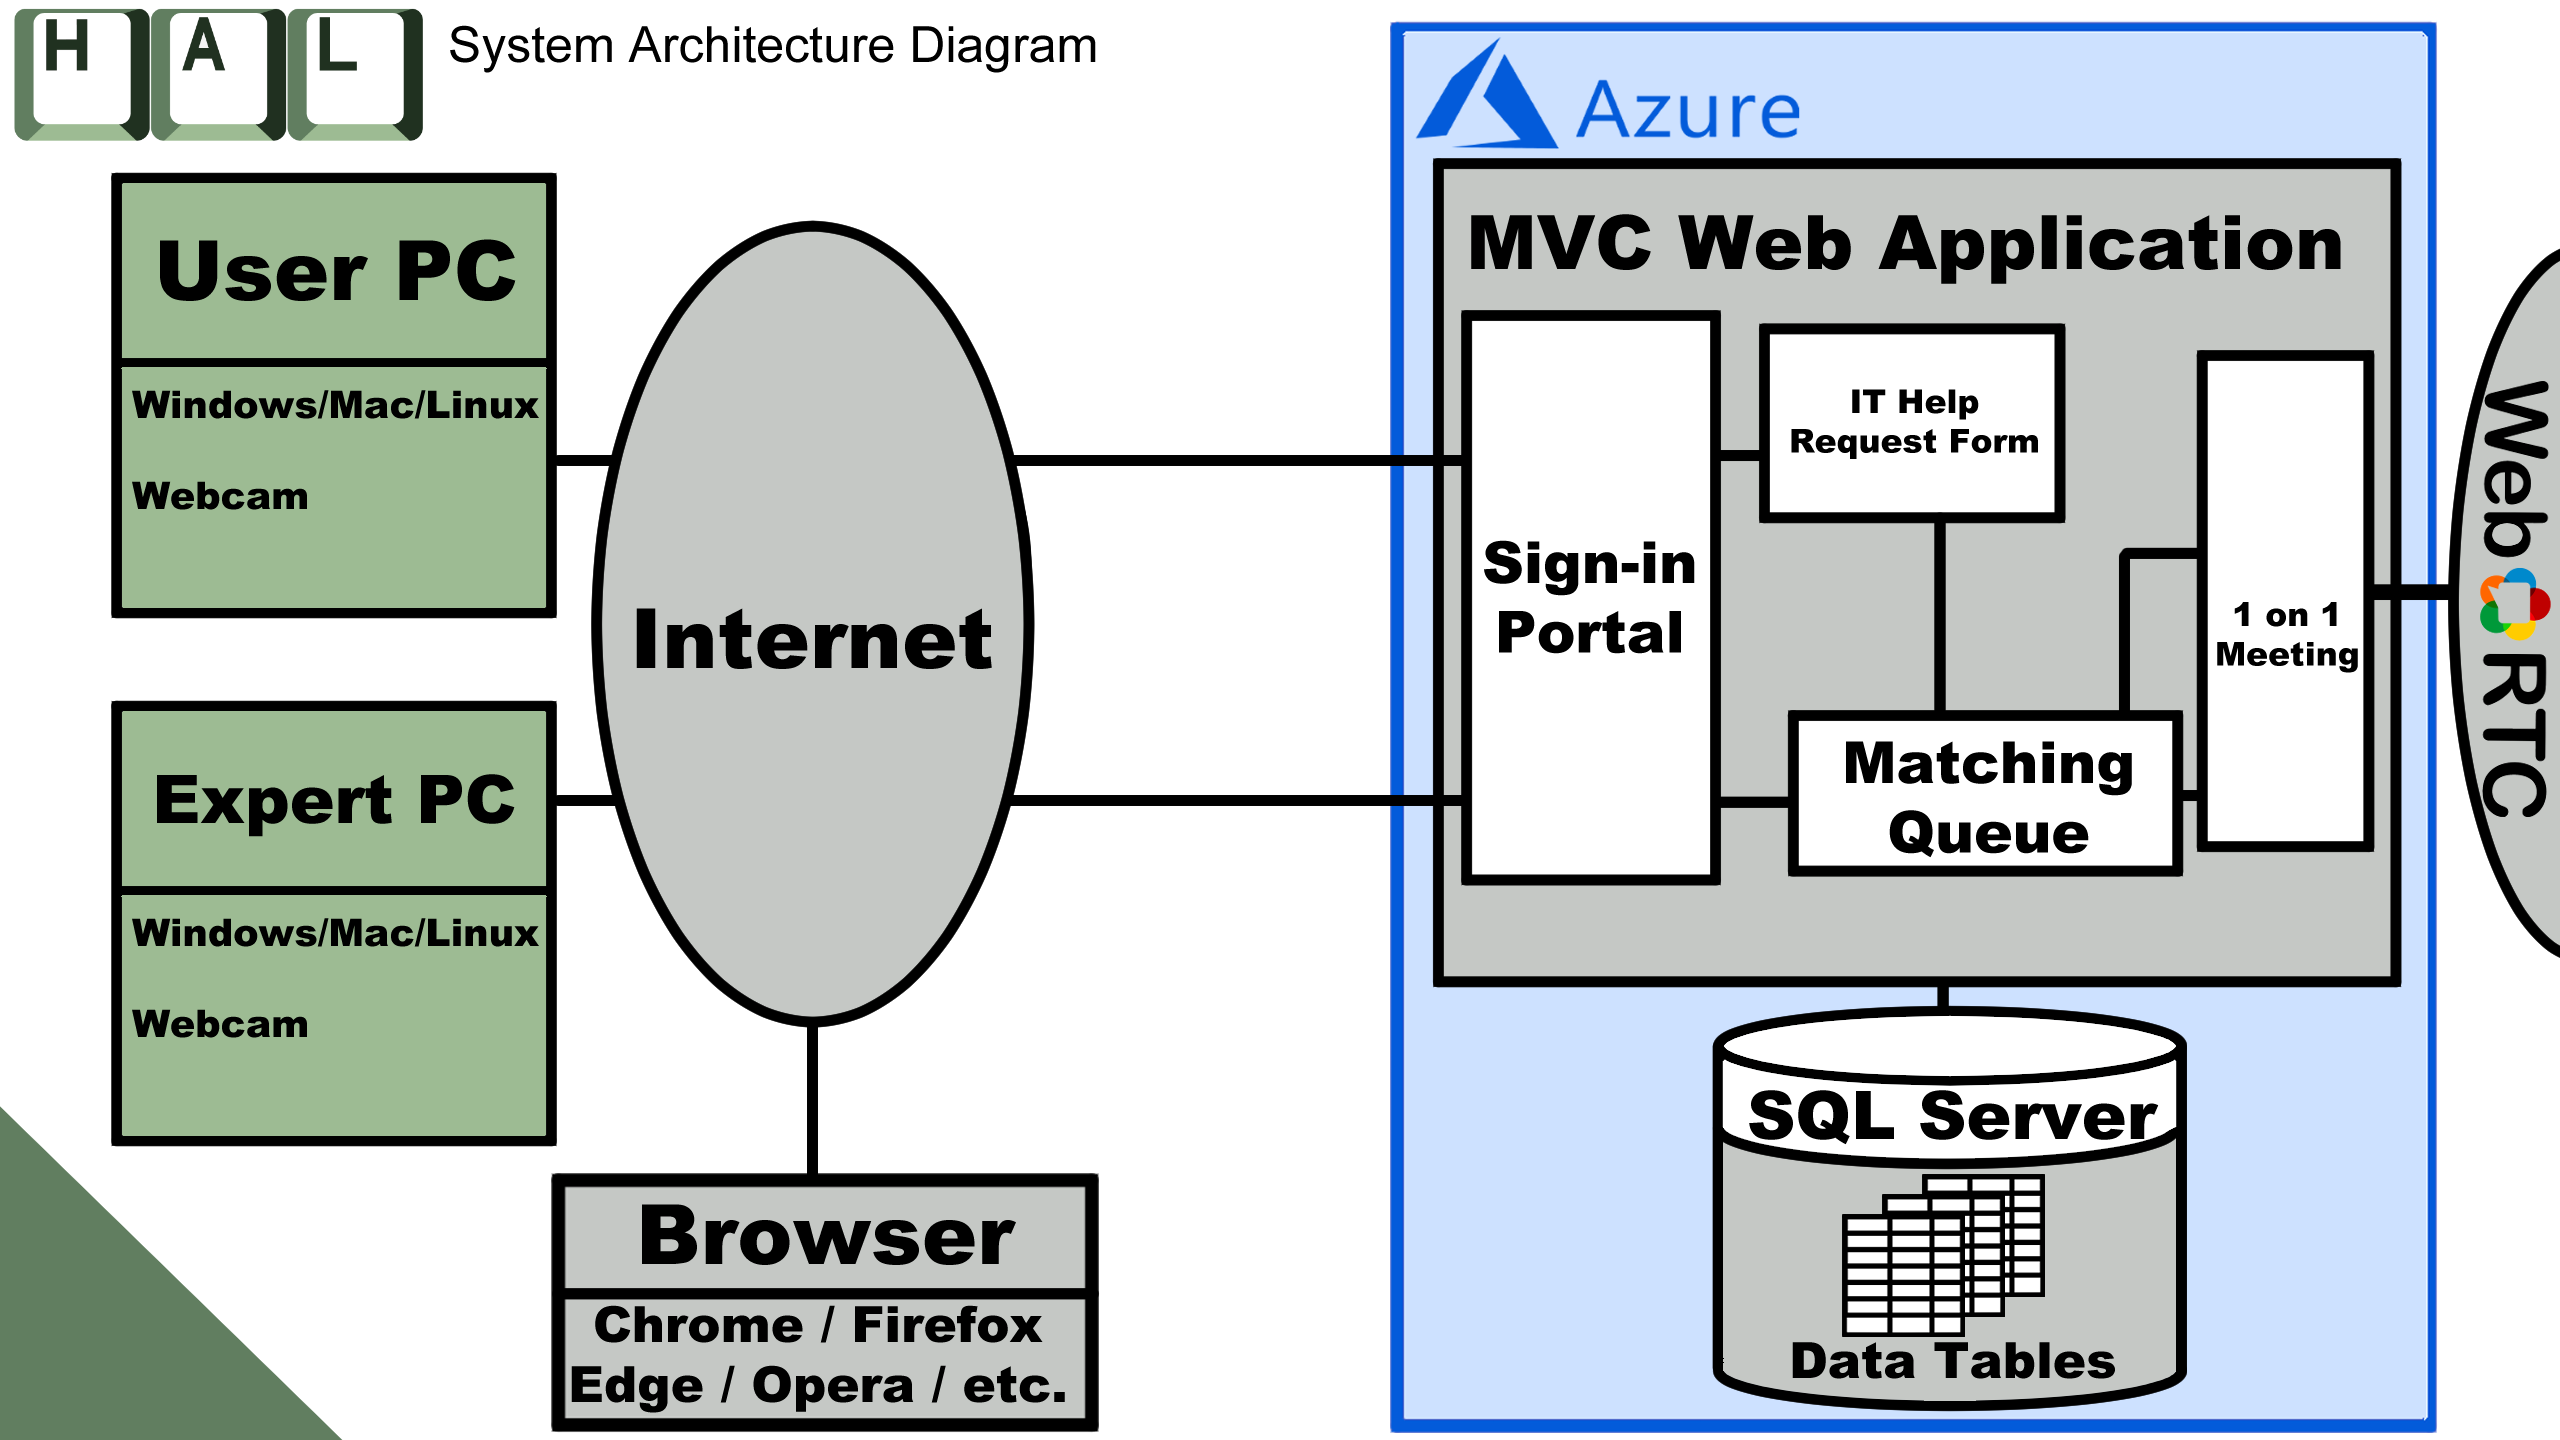 H A L
System Architecture Diagram
Azure
User PC
Windows/Mac/Linux
Webcam
Expert PC
Windows/Mac/Linux
Webcam
Internet
Browser
Chrome / Firefox
Edge / Opera / etc.
MVC Web Application
Sign-in
Portal
IT Help
Request Form
Matching
Queue
1 on 1
Meeting
SQL Server
Data Tables
Web RTC